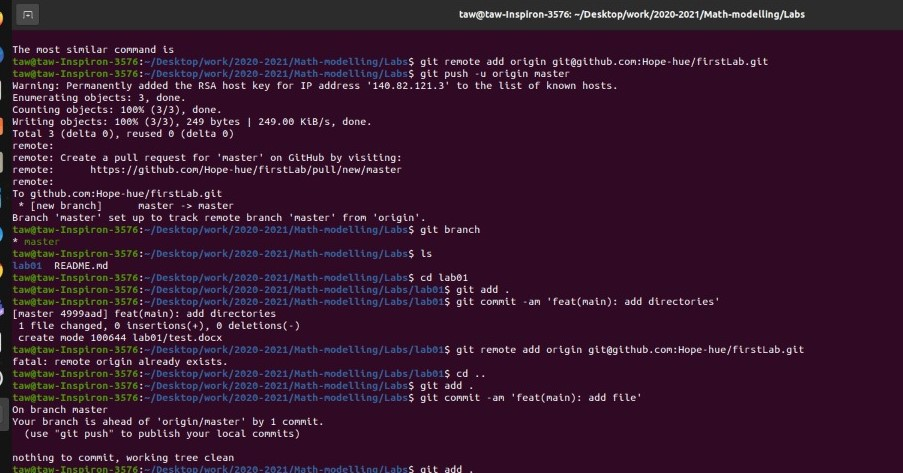 taw@taw-Inspiron-3576: ~/Desktop/work/2020-2021/Math-modelling/Labs
The most similar command is
taw@taw-Inspiron-3576:~/Desktop/work/2020-2021/Math-modelling/Labs$ git remote add origin git@github.com:Hope-hue/firstLab.git
taw@taw-Inspiron-3576:~/Desktop/work/2020-2021/Math-modelling/Labs$ git push -u origin master
Warning: Permanently added the RSA host key for IP address '140.82.121.3' to the list of known hosts.
Enumerating objects: 3, done.
Counting objects: 100% (3/3), done.
Writing objects: 100% (3/3), 249 bytes | 249.00 KiB/s, done.
Total 3 (delta 0), reused 0 (delta 0)
remote:
remote: Create a pull request for 'master' on GitHub by visiting:
remote:      https://github.com/Hope-hue/firstLab/pull/new/master
remote:
To github.com:Hope-hue/firstLab.git
 * [new branch]      master -> master
Branch 'master' set up to track remote branch 'master' from 'origin'.
taw@taw-Inspiron-3576:~/Desktop/work/2020-2021/Math-modelling/Labs$ git branch
* master
taw@taw-Inspiron-3576:~/Desktop/work/2020-2021/Math-modelling/Labs$ ls
lab01  README.md
taw@taw-Inspiron-3576:~/Desktop/work/2020-2021/Math-modelling/Labs$ cd lab01
taw@taw-Inspiron-3576:~/Desktop/work/2020-2021/Math-modelling/Labs/lab01$ git add .
taw@taw-Inspiron-3576:~/Desktop/work/2020-2021/Math-modelling/Labs/lab01$ git commit -am 'feat(main): add directories'
[master 4999aad] feat(main): add directories
 1 file changed, 0 insertions(+), 0 deletions(-)
 create mode 100644 lab01/test.docx
taw@taw-Inspiron-3576:~/Desktop/work/2020-2021/Math-modelling/Labs/lab01$ git remote add origin git@github.com:Hope-hue/firstLab.git
fatal: remote origin already exists.
taw@taw-Inspiron-3576:~/Desktop/work/2020-2021/Math-modelling/Labs/lab01$ cd ..
taw@taw-Inspiron-3576:~/Desktop/work/2020-2021/Math-modelling/Labs$ git add .
taw@taw-Inspiron-3576:~/Desktop/work/2020-2021/Math-modelling/Labs$ git commit -am 'feat(main): add file'
On branch master
Your branch is ahead of 'origin/master' by 1 commit.
  (use "git push" to publish your local commits)
nothing to commit, working tree clean
taw@taw-Inspiron-3576:~/Desktop/work/2020-2021/Math-modelling/Labs$ git add .